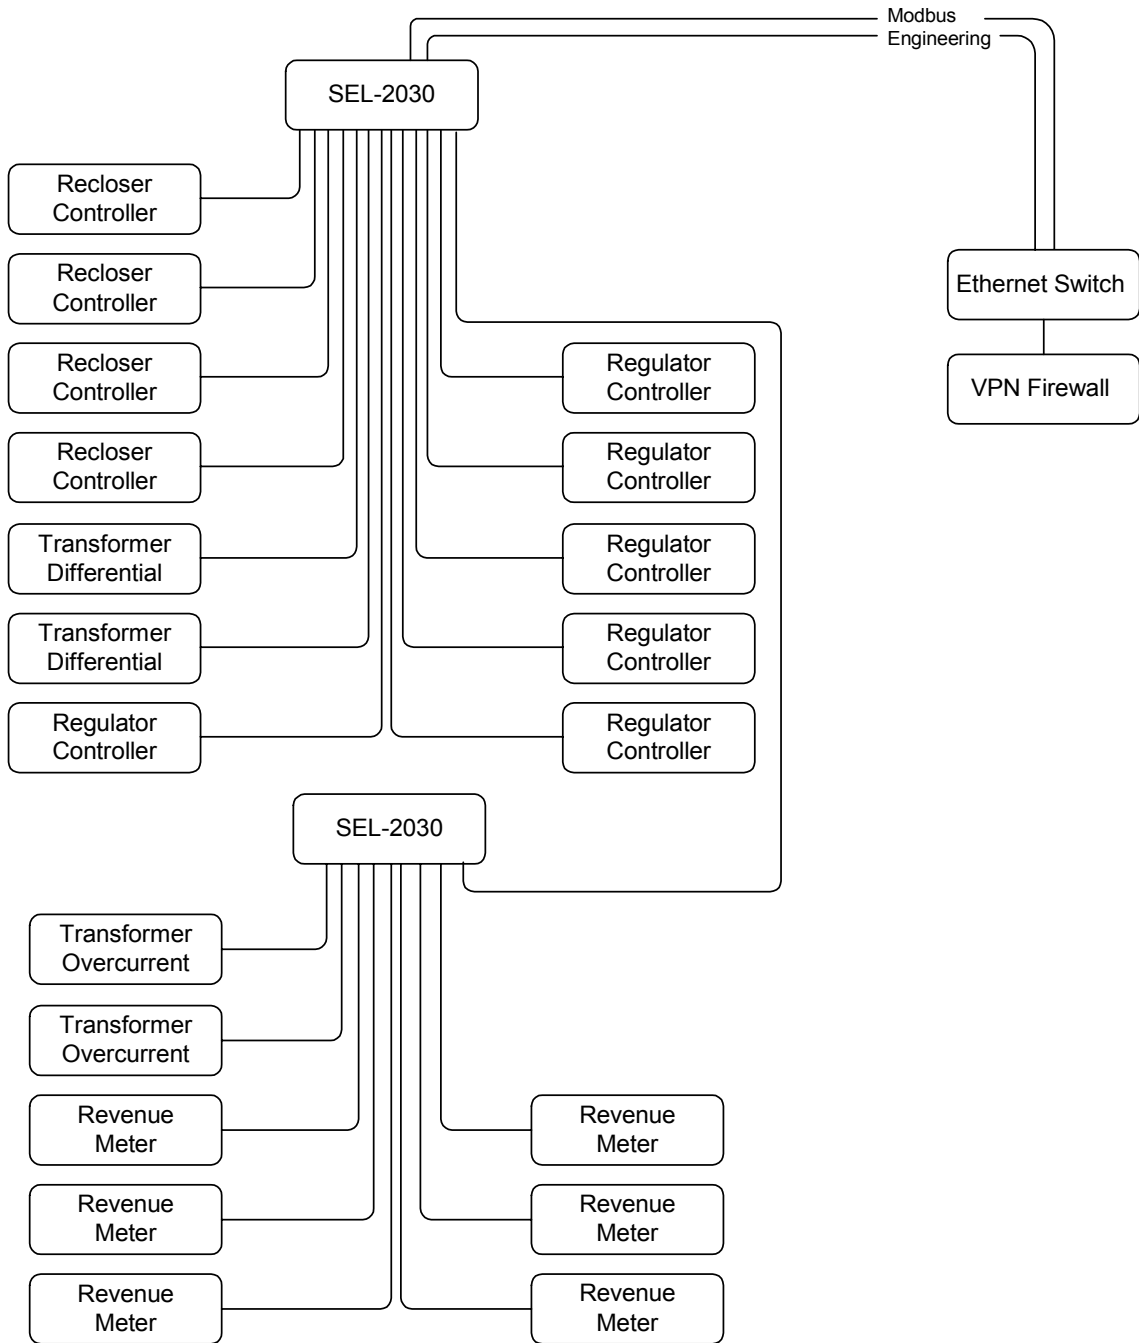 Modbus
Engineering
SEL-2030
Recloser
Controller
Recloser
Controller
Recloser
Controller
Recloser
Controller
Transformer
Differential
Transformer
Differential
Regulator
Controller
Regulator
Controller
Regulator
Controller
Regulator
Controller
Regulator
Controller
Regulator
Controller
Ethernet Switch
VPN Firewall
SEL-2030
Transformer
Overcurrent
Transformer
Overcurrent
Revenue
Meter
Revenue
Meter
Revenue
Meter
Revenue
Meter
Revenue
Meter
Revenue
Meter